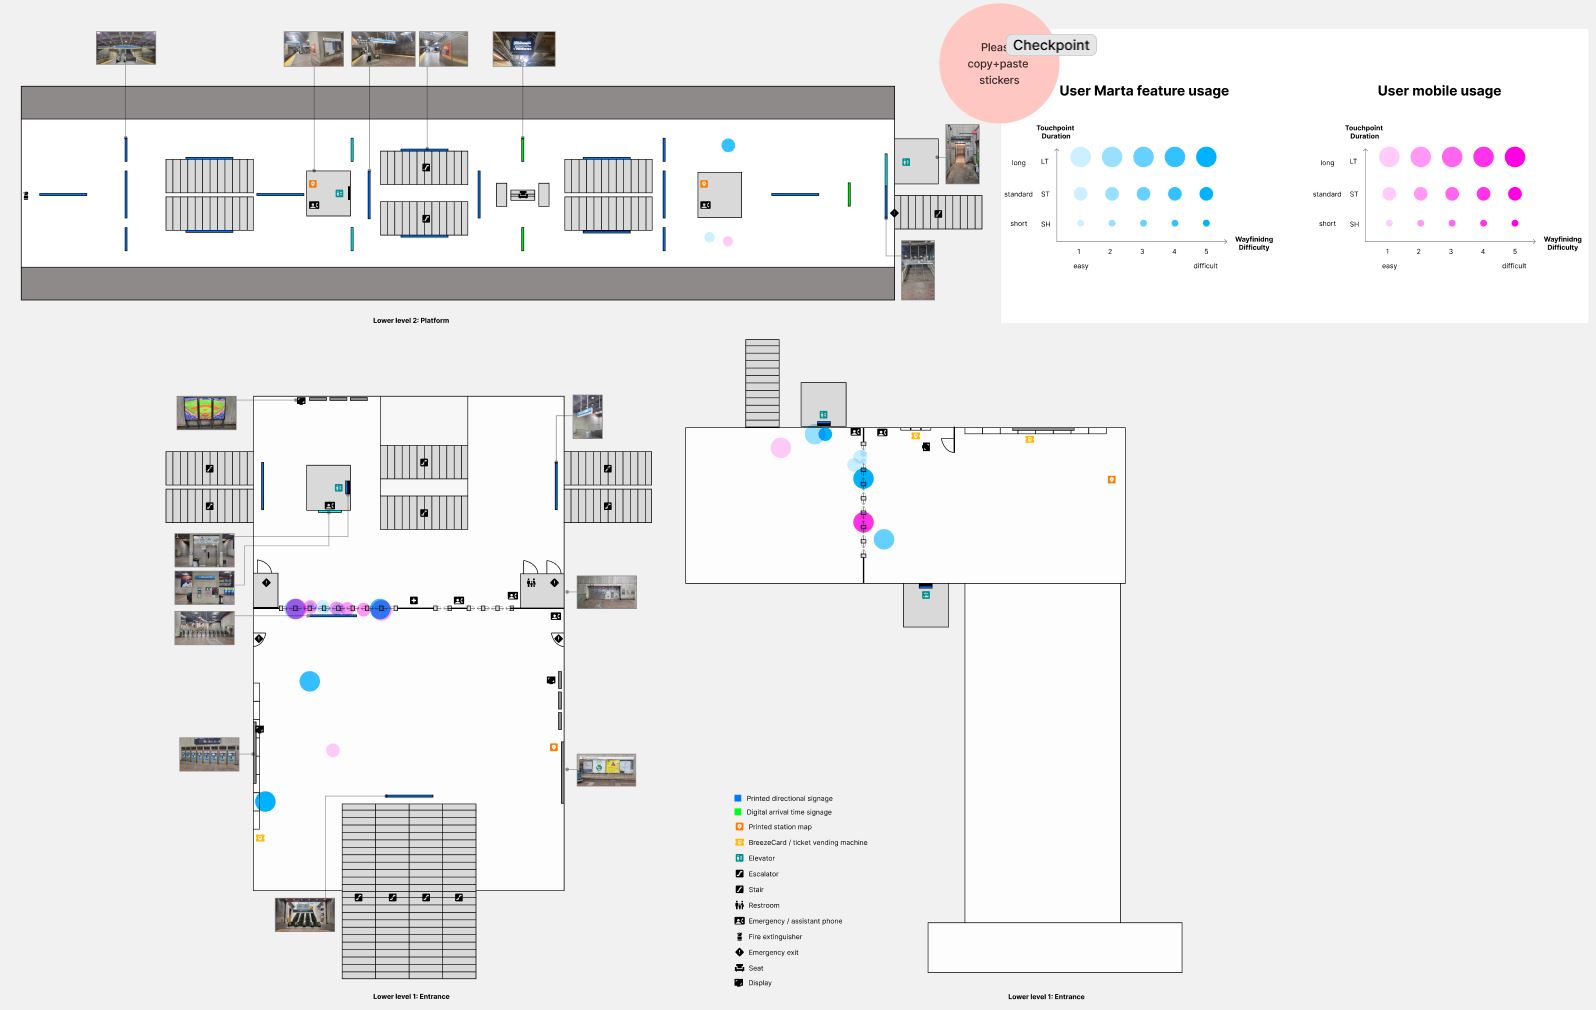 Pleas
copy+paste
stickers
Checkpoint
User Marta feature usage
Touchpoint
Duration
long LT
standard ST
short SH
1 2 3 4 5
easy difficult
Wayfinidng
Difficulty
User mobile usage
Touchpoint
Duration
long LT
standard ST
short SH
1 2 3 4 5
easy difficult
Wayfinidng
Difficulty
Lower level 2: Platform
Printed directional signage
Digital arrival time signage
Printed station map
BreezeCard / ticket vending machine
Elevator
Escalator
Stair
Restroom
Emergency / assistant phone
Fire extinguisher
Emergency exit
Seat
Display
Lower level 1: Entrance
Lower level 1: Entrance